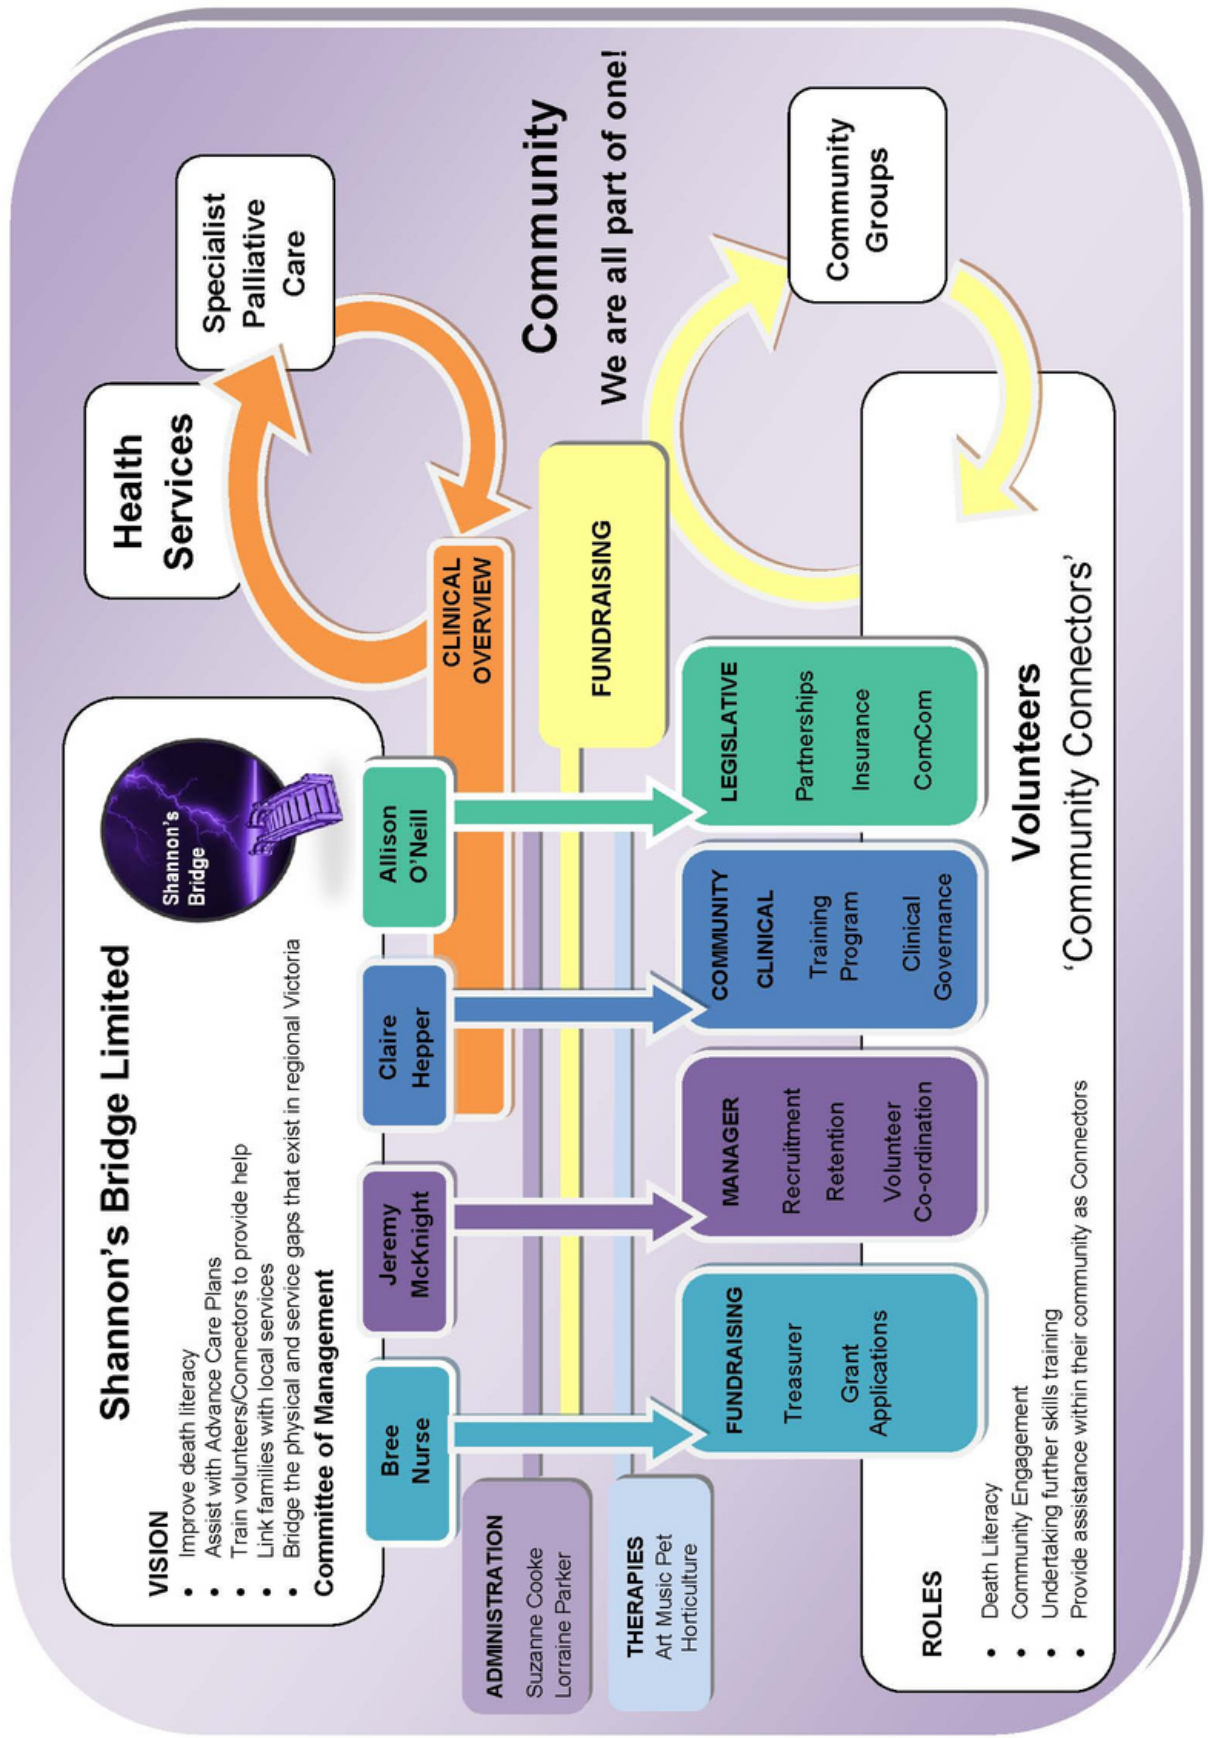 Shannon's Bridge Limited
VISION
• Improve death literacy
• Assist with Advance Care Plans
• Train volunteers/Connectors to provide help
• Link families with local services
• Bridge the physical and service gaps that exist in regional Victoria
Committee of Management
Shannon's
Bridge
Health
Services
Specialist
Palliative
Care
Bree
Nurse
Jeremy
McKnight
Claire
Hepper
Allison
O'Neill
CLINICAL
OVERVIEW
ADMINISTRATION
Suzanne Cooke
Lorraine Parker
FUNDRAISING
Community
We are all part of one!
THERAPIES
Art Music Pet
Horticulture
FUNDRAISING
Treasurer
Grant
Applications
MANAGER
Recruitment
Retention
Volunteer
Co-ordination
COMMUNITY
CLINICAL
Training
Program
Clinical
Governance
LEGISLATIVE
Partnerships
Insurance
ComCom
Community
Groups
ROLES
• Death Literacy
• Community Engagement
• Undertaking further skills training
• Provide assistance within their community as Connectors
Volunteers
'Community Connectors'